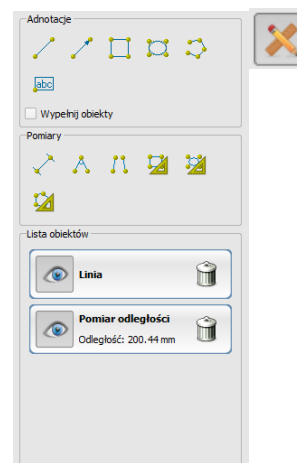 Adnotacje
abc
Wypełnij obiekty
Pomiary
Lista obiektów
Linia
Pomiar odległości
Odległość: 200.44 mm